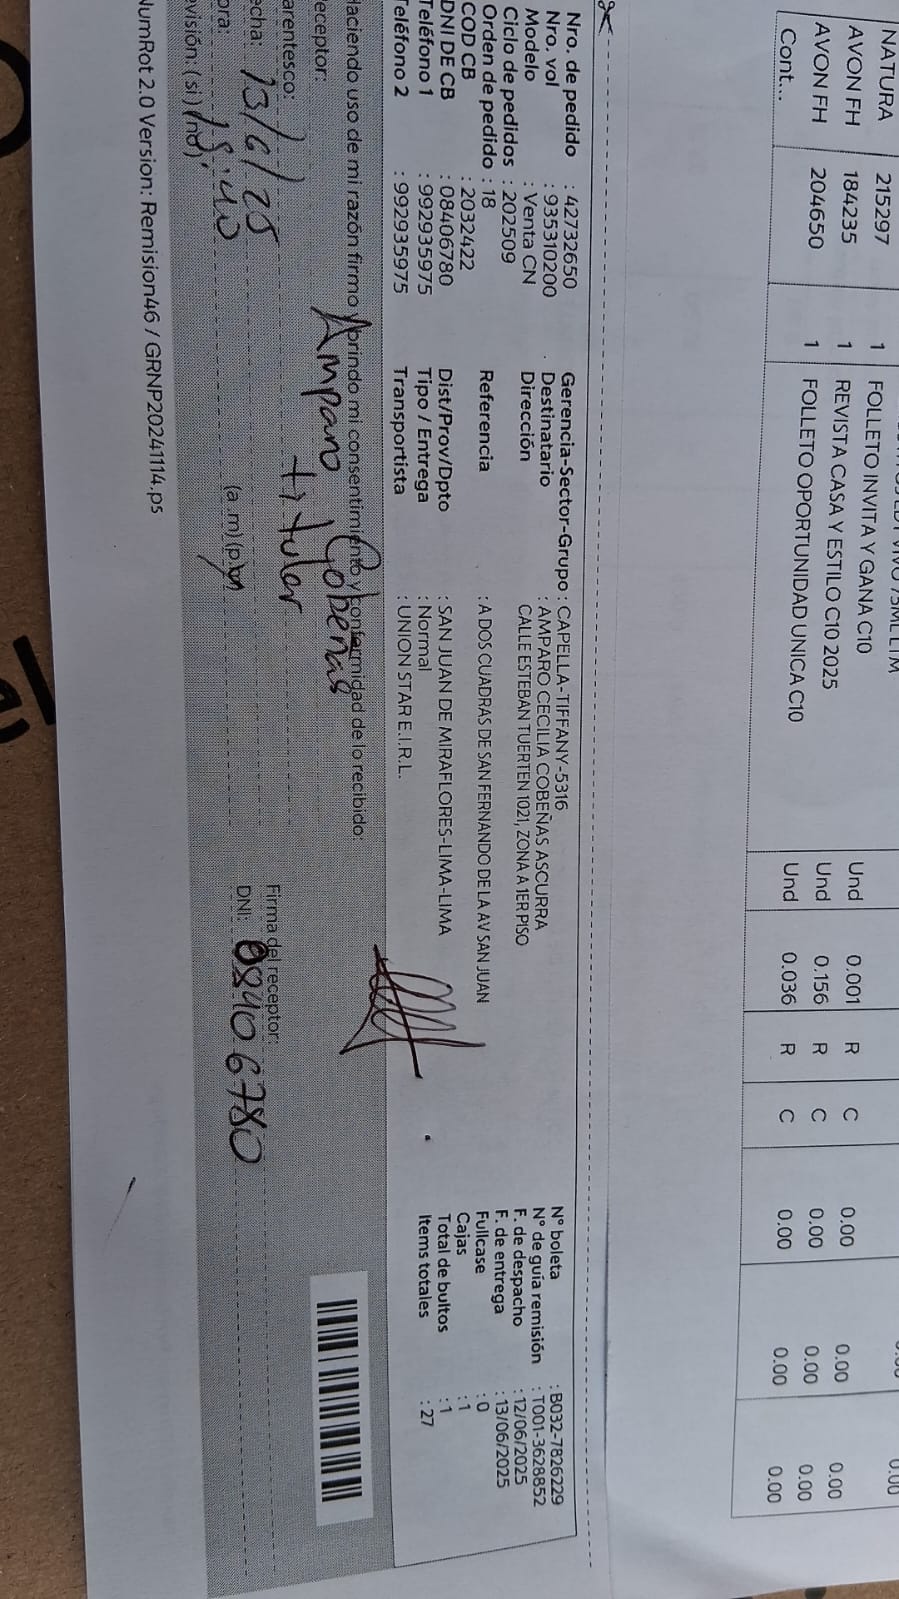 NATURA 215297 1 FOLLETO INVITA Y GANA C10 Und 0.001 R C 0.00 0.00 0.00
AVON FH 184235 1 REVISTA CASA Y ESTILO C10 2025 Und 0.156 R C 0.00 0.00 0.00
AVON FH 204650 1 FOLLETO OPORTUNIDAD UNICA C10 Und 0.036 R C 0.00 0.00 0.00
Cont...
Nro. de pedido : 42732650 Gerencia-Sector-Grupo : CAPELLA-TIFFANY-5316 N° boleta : B032-7826229
Nro. vol : 935310200 Destinatario : AMPARO CECILIA COBEÑAS ASCURRA N° de guía remisión : T001-3628852
Modelo : Venta CN Dirección CALLE ESTEBAN TUERTEN 1021, ZONA A 1ER PISO F. de despacho : 12/06/2025
Ciclo de pedidos : 202509 F. de entrega : 13/06/2025
Orden de pedido : 18 Referencia : A DOS CUADRAS DE SAN FERNANDO DE LA AV SAN JUAN Fullcase : 0
COD CB : 2032422 Cajas : 1
DNI DE CB : 08406780 Dist/Prov/Dpto : SAN JUAN DE MIRAFLORES-LIMA-LIMA Total de bultos : 1
Teléfono 1 : 992935975 Tipo / Entrega : Normal Items totales : 27
Teléfono 2 : 992935975 Transportista : UNION STAR E.I.R.L.
Haciendo uso de mi razón firmo y brindo mi consentimiento y conformidad de lo recibido:
Receptor: Amparo Cobeñas
arentesco: titular Firma del receptor:
echa: 13/6/25 DNI: 08406780
ora: 15:40 (a.m) (p.m)
evisión: (si) (no)
NumRot 2.0 Version: Remision46 / GRNP20241114.ps